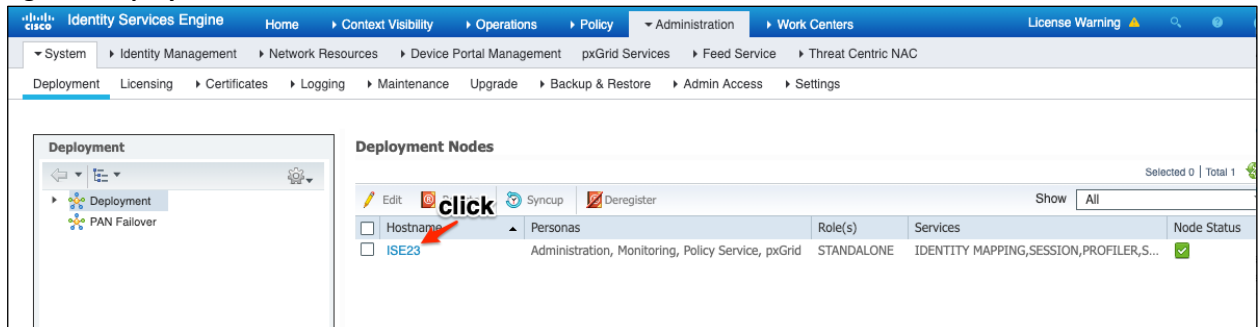 cisco Identity Services Engine Home Context Visibility Operations Policy Administration Work Centers License Warning
System Identity Management Network Resources Device Portal Management pxGrid Services Feed Service Threat Centric NAC
Deployment Licensing Certificates Logging Maintenance Upgrade Backup & Restore Admin Access Settings
Deployment
Deployment
PAN Failover
Deployment Nodes
Selected 0 | Total 1
Edit click Syncup Deregister Show All
Hostname Personas Role(s) Services Node Status
ISE23 Administration, Monitoring, Policy Service, pxGrid STANDALONE IDENTITY MAPPING,SESSION,PROFILER,S...